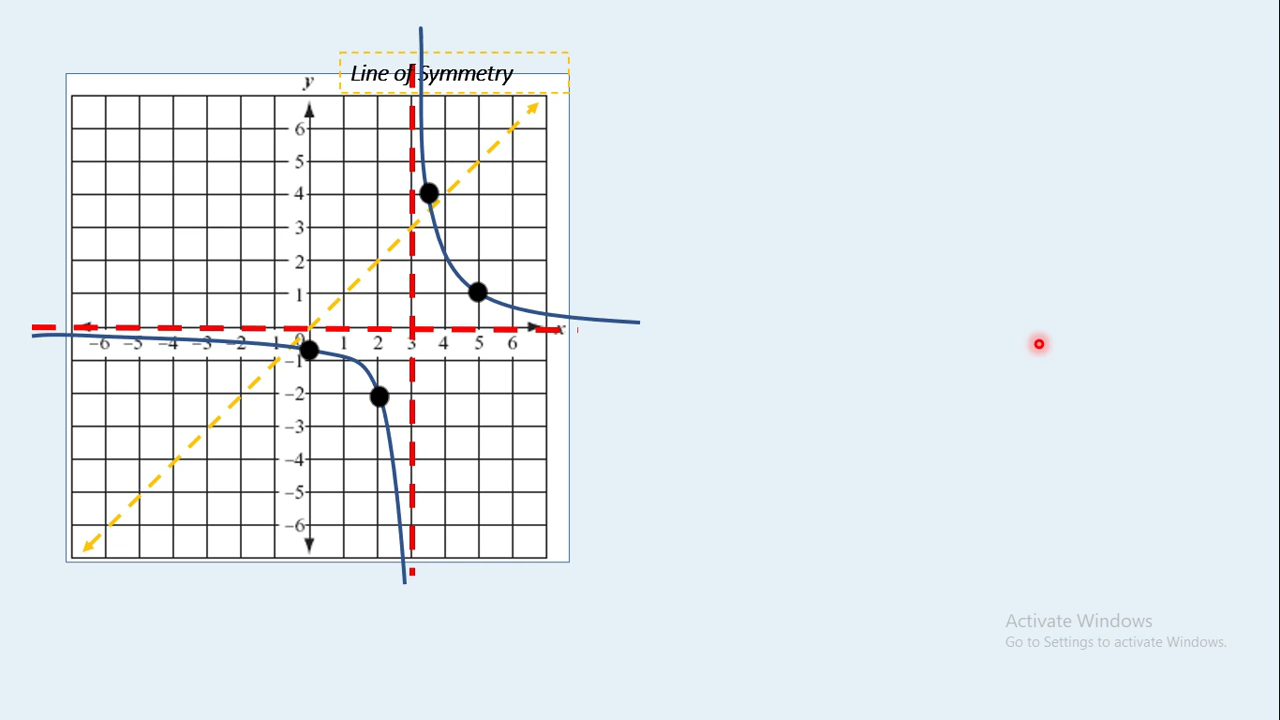 Line of Symmetry
y
6
5
4
3
2
1
−6 −5 −4 −3 −2 −1 0 1 2 3 4 5 6 x
−1
−2
−3
−4
−5
−6
Activate Windows
Go to Settings to activate Windows.